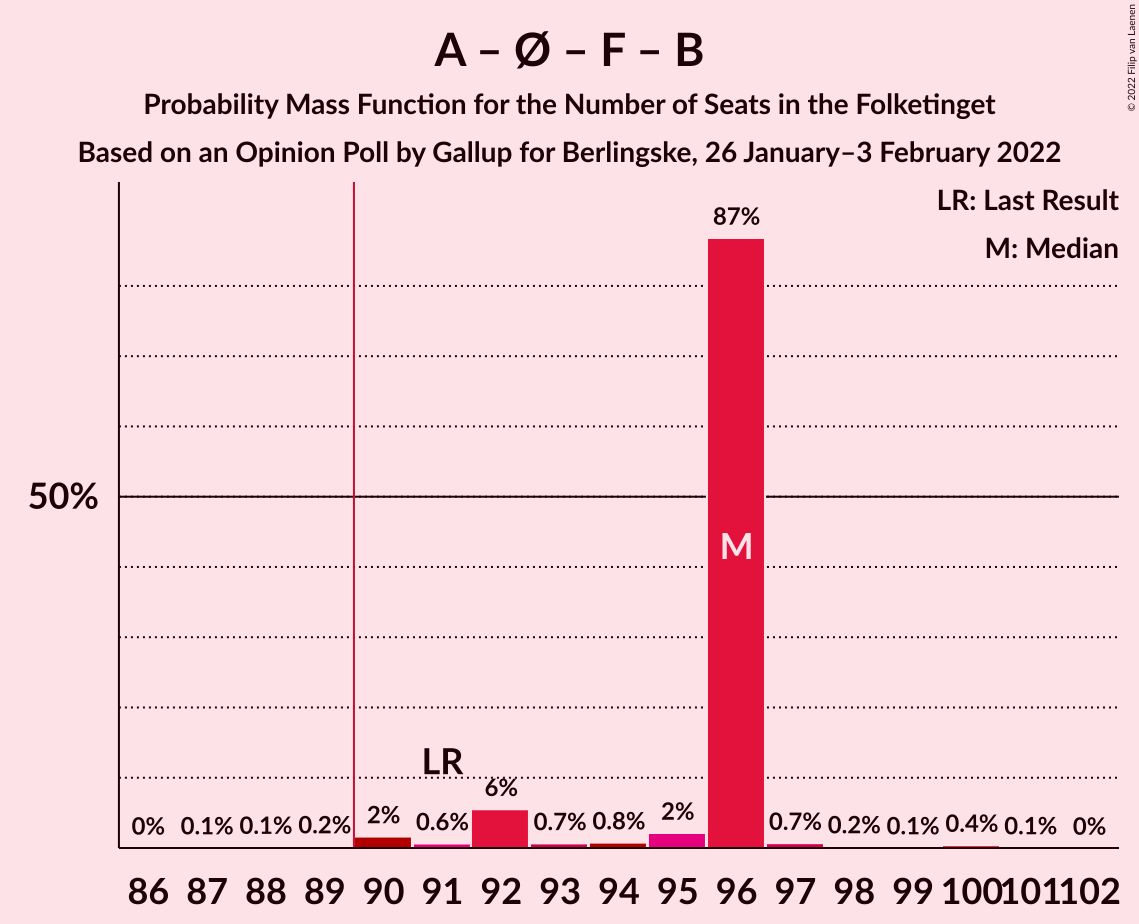 A – Ø – F – B
Probability Mass Function for the Number of Seats in the Folketinget
Based on an Opinion Poll by Gallup for Berlingske, 26 January–3 February 2022
© 2022 Filip van Laenen
LR: Last Result
M: Median
87%
50%
M
LR
0% 0.1% 0.1% 0.2% 2% 0.6% 6% 0.7% 0.8% 2% 0.7% 0.2% 0.1% 0.4% 0.1% 0%
86 87 88 89 90 91 92 93 94 95 96 97 98 99 100 101 102